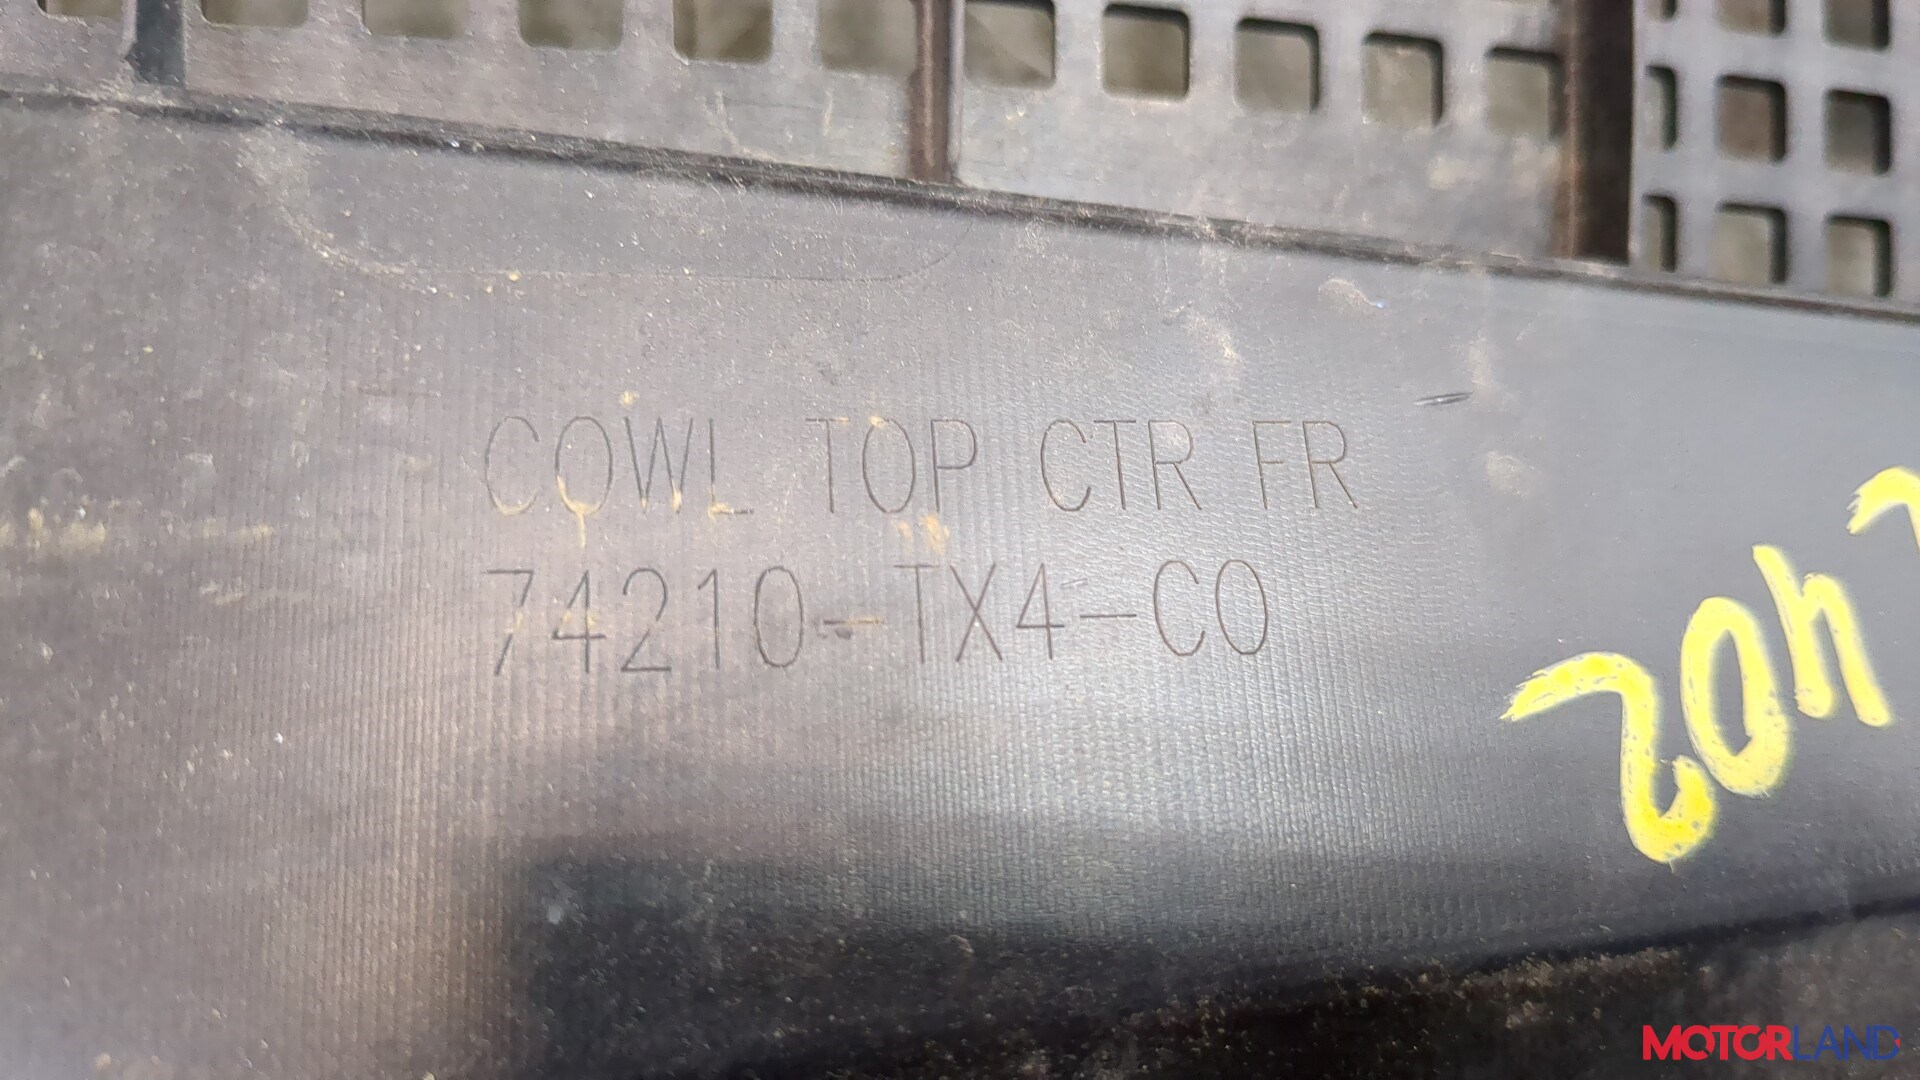 COWL TOP CTR FR
74210-TX4-C0
MOTORLAND